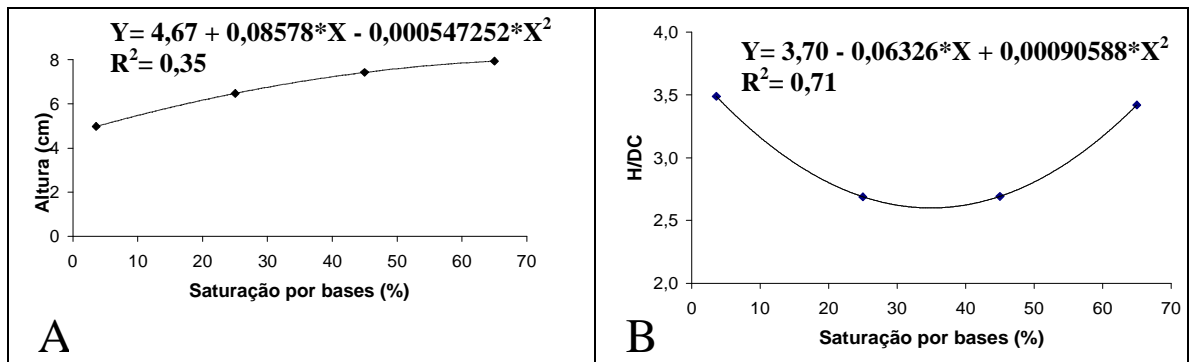 Y= 4,67 + 0,08578*X - 0,000547252*X²
R²= 0,35
Altura (cm)
8
6
4
2
0
0 10 20 30 40 50 60 70
Saturação por bases (%)
A
Y= 3,70 - 0,06326*X + 0,00090588*X²
R²= 0,71
H/DC
4,0
3,5
3,0
2,5
2,0
0 10 20 30 40 50 60 70
Saturação por bases (%)
B